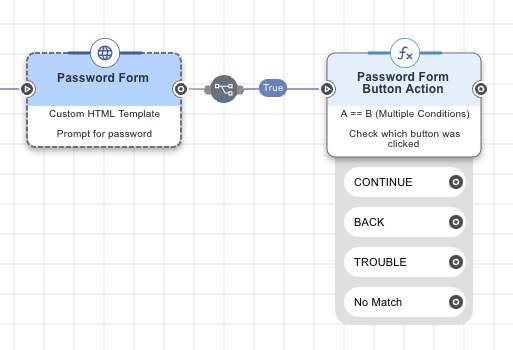 Password Form
Custom HTML Template
Prompt for password
True
fx
Password Form
Button Action
A == B (Multiple Conditions)
Check which button was
clicked
CONTINUE
BACK
TROUBLE
No Match